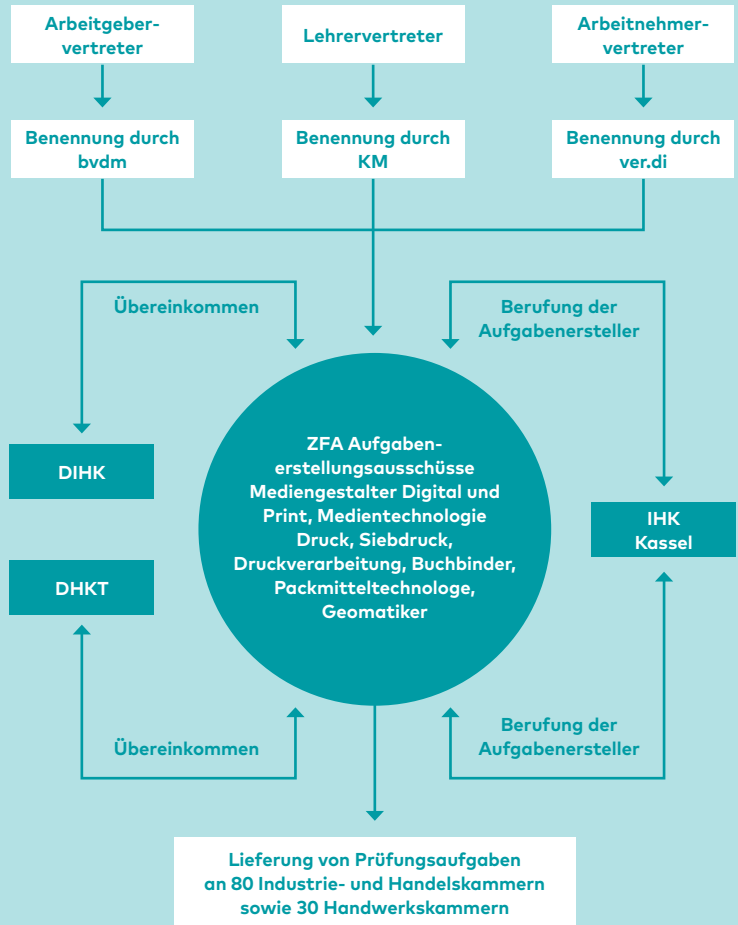 Arbeitgeber-
vertreter
Lehrervertreter
Arbeitnehmer-
vertreter
Benennung durch
bvdm
Benennung durch
KM
Benennung durch
ver.di
Übereinkommen
Berufung der
Aufgabenersteller
DIHK
DHKT
ZFA Aufgaben-
erstellungsausschüsse
Mediengestalter Digital und
Print, Medientechnologie
Druck, Siebdruck,
Druckverarbeitung, Buchbinder,
Packmitteltechnologe,
Geomatiker
IHK
Kassel
Übereinkommen
Berufung der
Aufgabenersteller
Lieferung von Prüfungsaufgaben
an 80 Industrie- und Handelskammern
sowie 30 Handwerkskammern